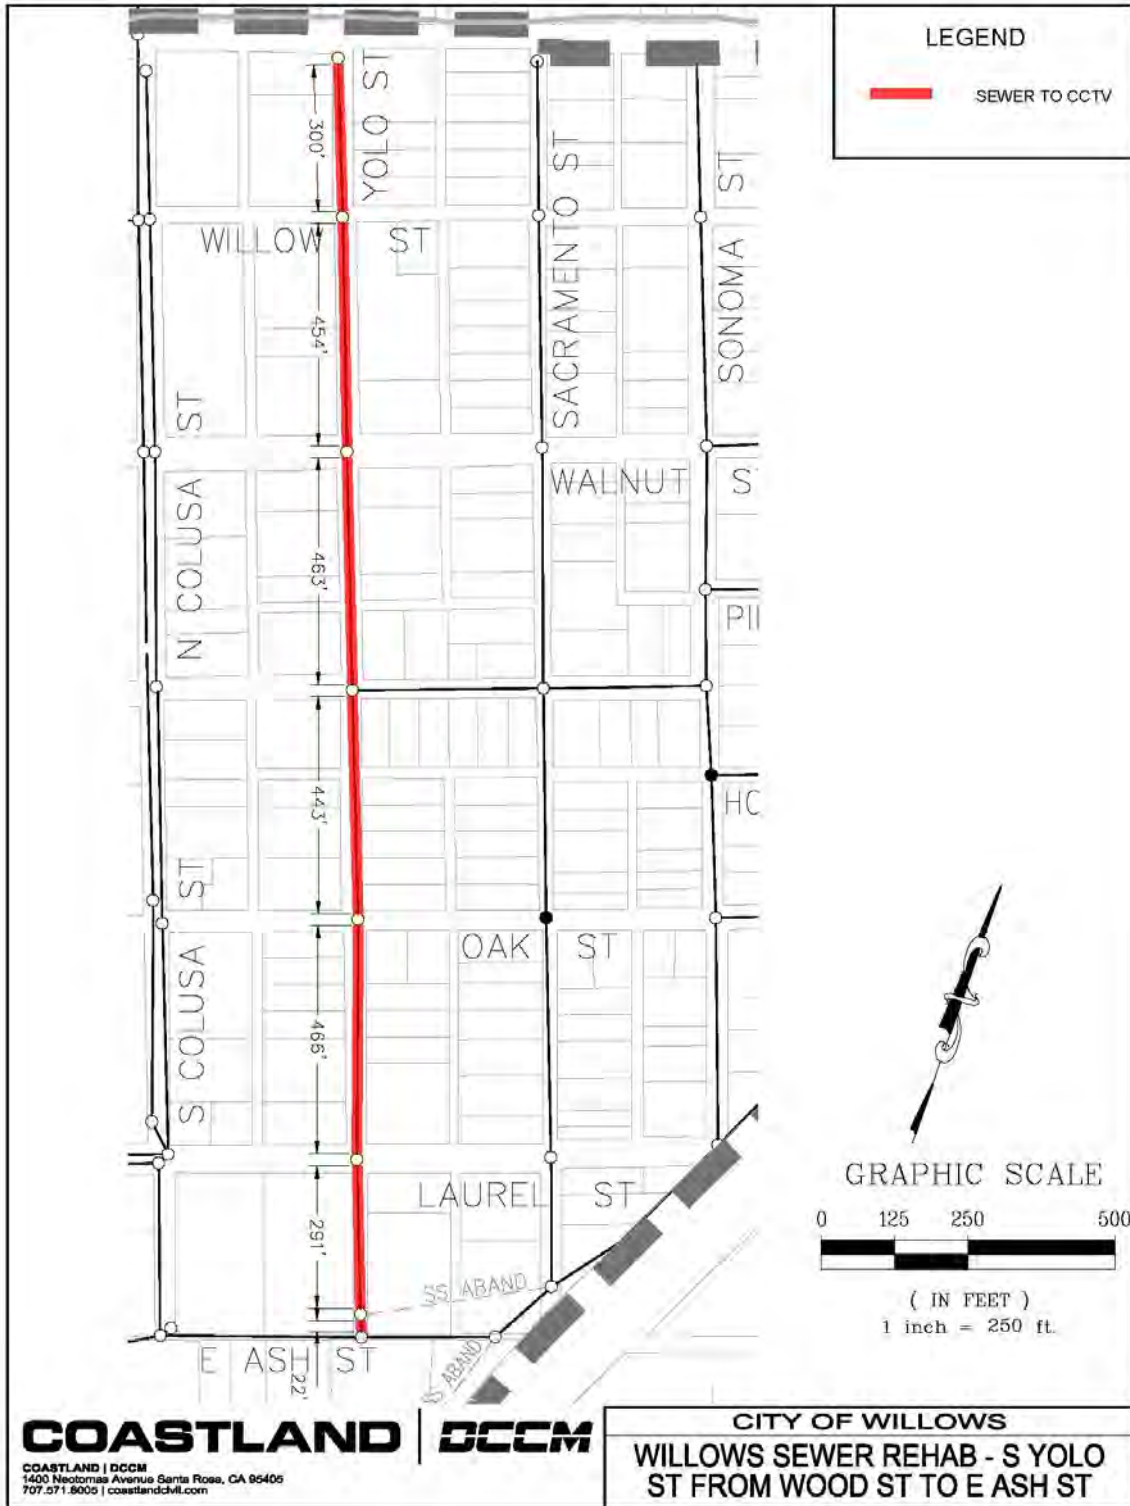 LEGEND
SEWER TO CCTV
YOLO ST
300'
WILLOW ST
SACRAMENTO ST
SONOMA ST
454'
N COLUSA ST
WALNUT S
463'
PI
443'
HO
S COLUSA ST
OAK ST
466'
LAUREL ST
291'
SS ABAND
SS ABAND
E ASH ST
22'
GRAPHIC SCALE
0 125 250 500
( IN FEET )
1 inch = 250 ft.
COASTLAND | DCCM
COASTLAND | DCCM
1400 Neotomas Avenue Santa Rosa, CA 95405
707.571.8005 | coastlandcivil.com
CITY OF WILLOWS
WILLOWS SEWER REHAB - S YOLO
ST FROM WOOD ST TO E ASH ST